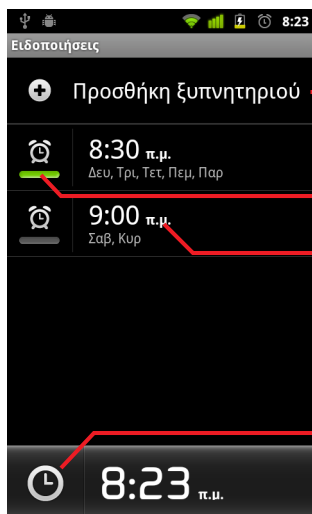 8:23
Ειδοποιήσεις
Προσθήκη ξυπνητηριού
8:30 π.μ.
Δευ, Τρι, Τετ, Πεμ, Παρ
9:00 π.μ.
Σαβ, Κυρ
8:23 π.μ.